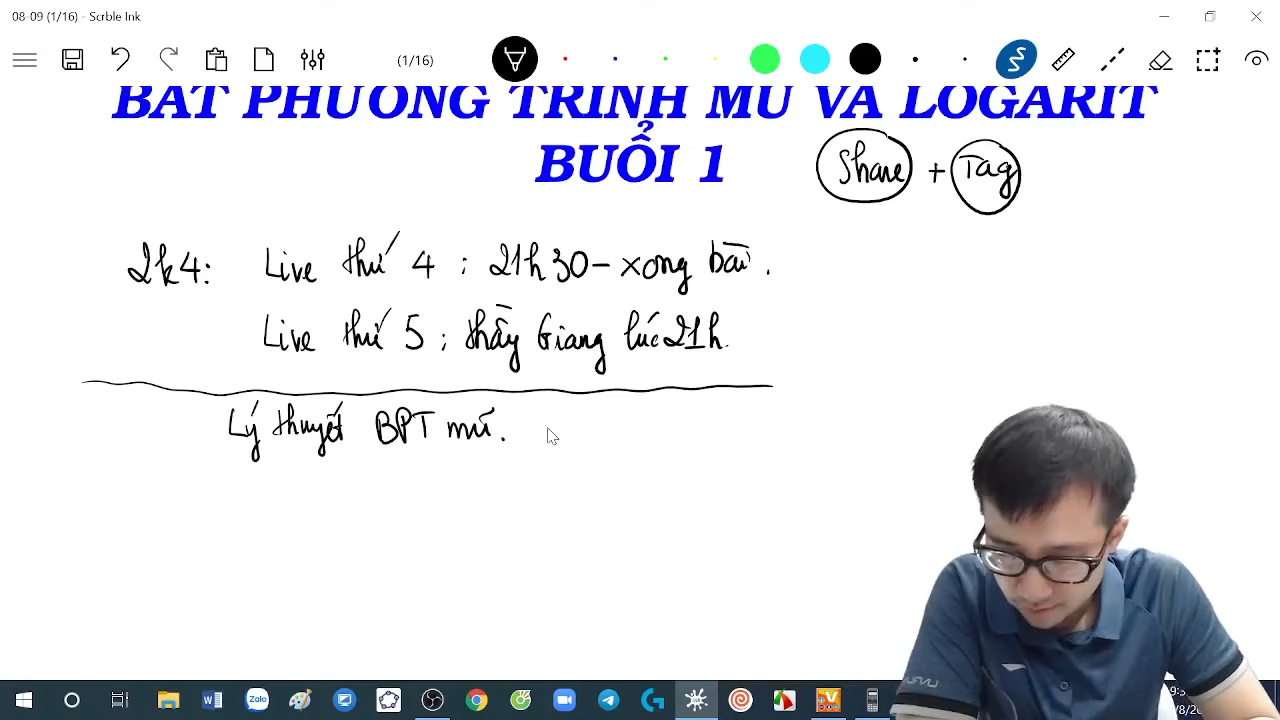 08-09 (1/16) - Scrble Ink
(1/16)
BẤT PHƯƠNG TRÌNH MŨ VÀ LOGARIT
BUỔI 1
Share + Tag
2k4: Live thứ 4 ; 21h30 - xong bài.
Live thứ 5 ; thầy Giang lúc 21h.
Lý thuyết BPT mũ.
Zalo